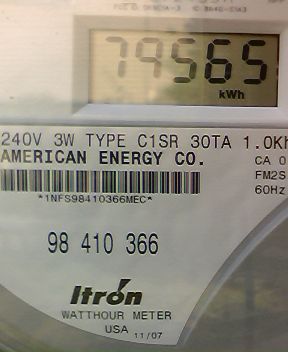 79565
kWh
240V 3W TYPE C1SR 30TA 1.0Kh
AMERICAN ENERGY CO.
CA 0
FM2S
60Hz
*1NFS98410366MEC*
98 410 366
Itron
WATTHOUR METER
USA 11/07